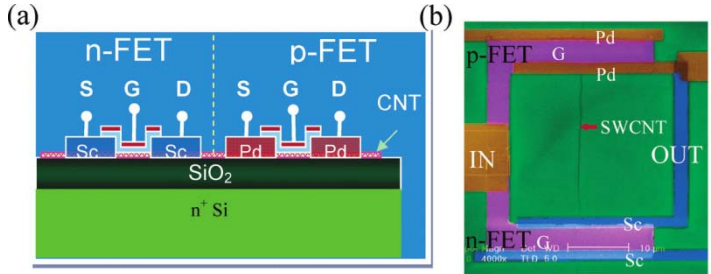 (a)
n-FET p-FET
S G D S G D
CNT
Sc Sc Pd Pd
SiO₂
n⁺ Si
(b)
Pd
p-FET G
Pd
SWCNT
IN OUT
Sc
n-FET G
10 μm
4000x
Sc